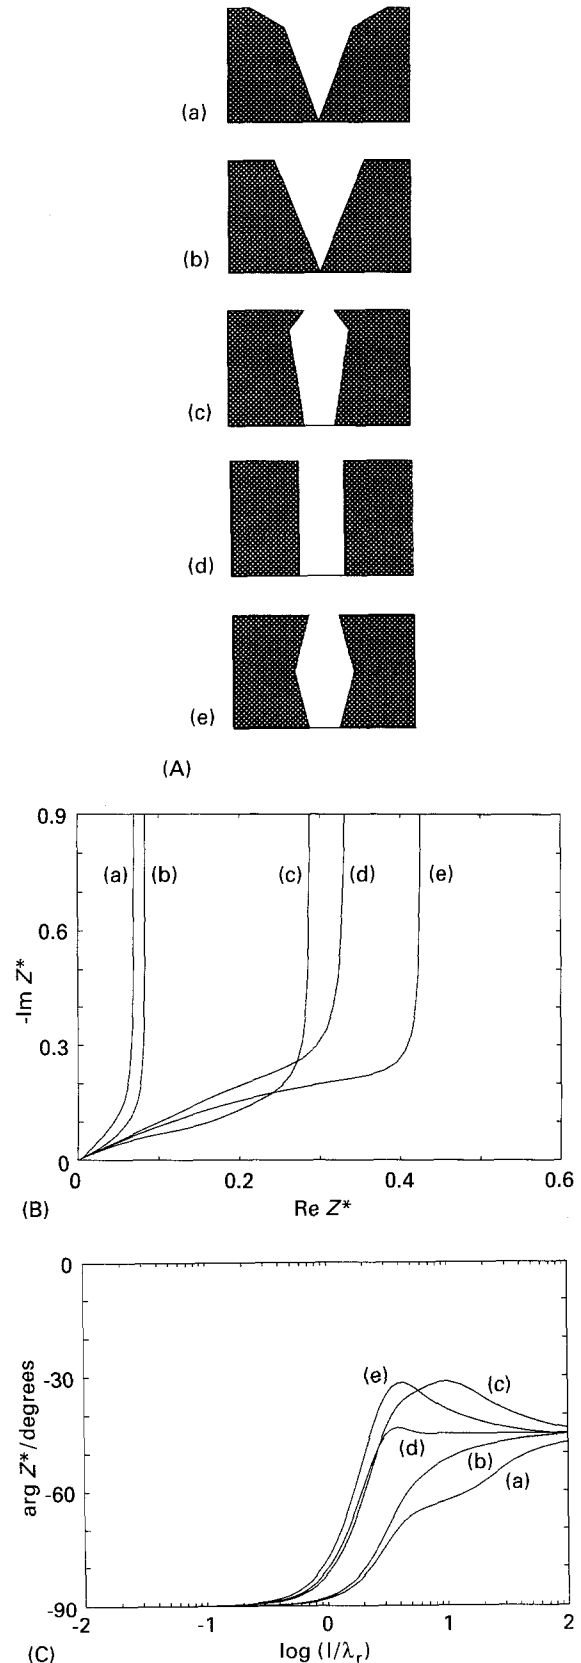 (a)
(b)
(c)
(d)
(e)
(A)
0.9
(a) (b) (c) (d) (e)
0.6
-Im Z*
0.3
0
0 0.2 0.4 0.6
(B) Re Z*
0
-30
(e) (c)
arg Z*/degrees
(d) (b)
-60
(a)
-90
-2 -1 0 1 2
(C) log (l/λr)